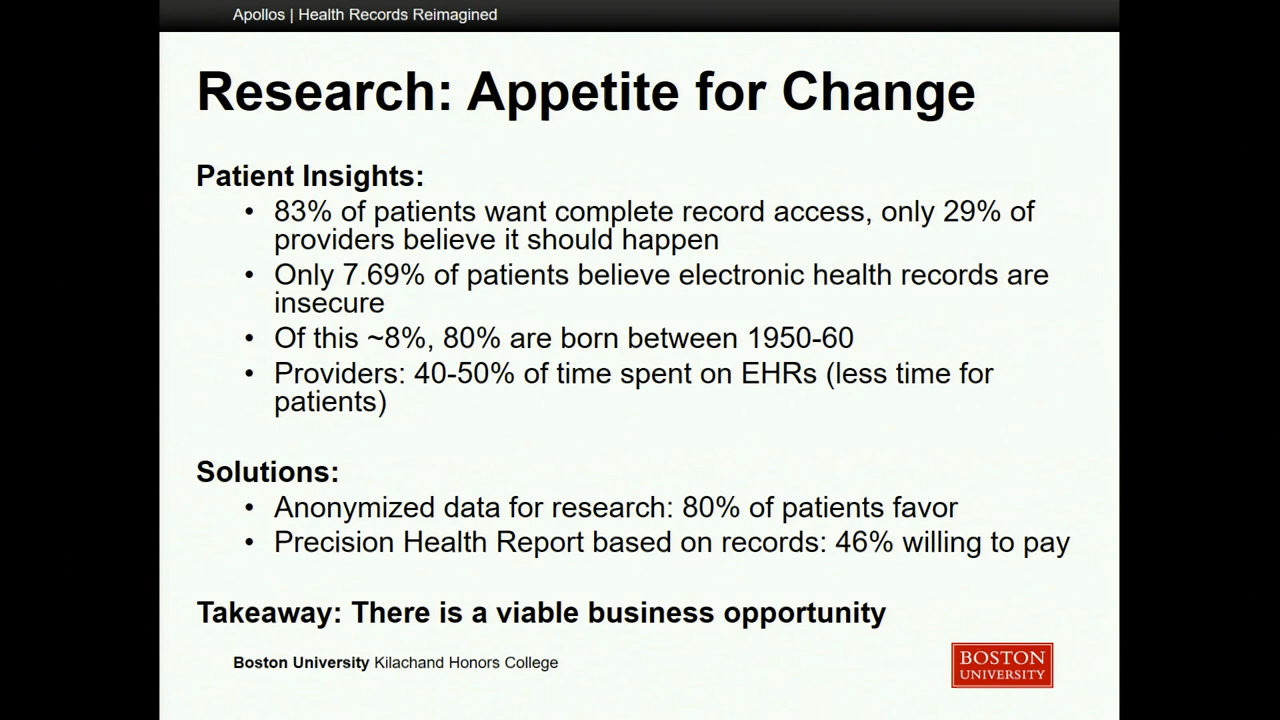 Apollos | Health Records Reimagined
Research: Appetite for Change
Patient Insights:
• 83% of patients want complete record access, only 29% of
providers believe it should happen
• Only 7.69% of patients believe electronic health records are
insecure
• Of this ~8%, 80% are born between 1950-60
• Providers: 40-50% of time spent on EHRs (less time for
patients)
Solutions:
• Anonymized data for research: 80% of patients favor
• Precision Health Report based on records: 46% willing to pay
Takeaway: There is a viable business opportunity
Boston University Kilachand Honors College
BOSTON
UNIVERSITY